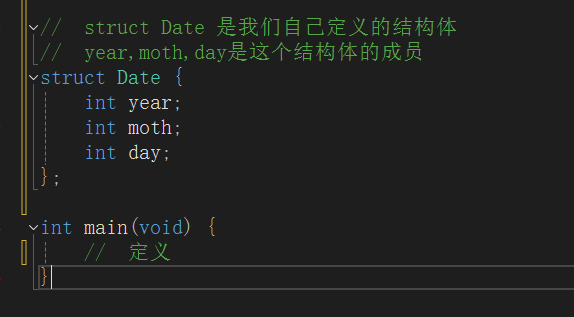 //  struct Date 是我们自己定义的结构体
//  year,moth,day是这个结构体的成员
struct Date {
    int year;
    int moth;
    int day;
};
int main(void) {
    //  定义
}